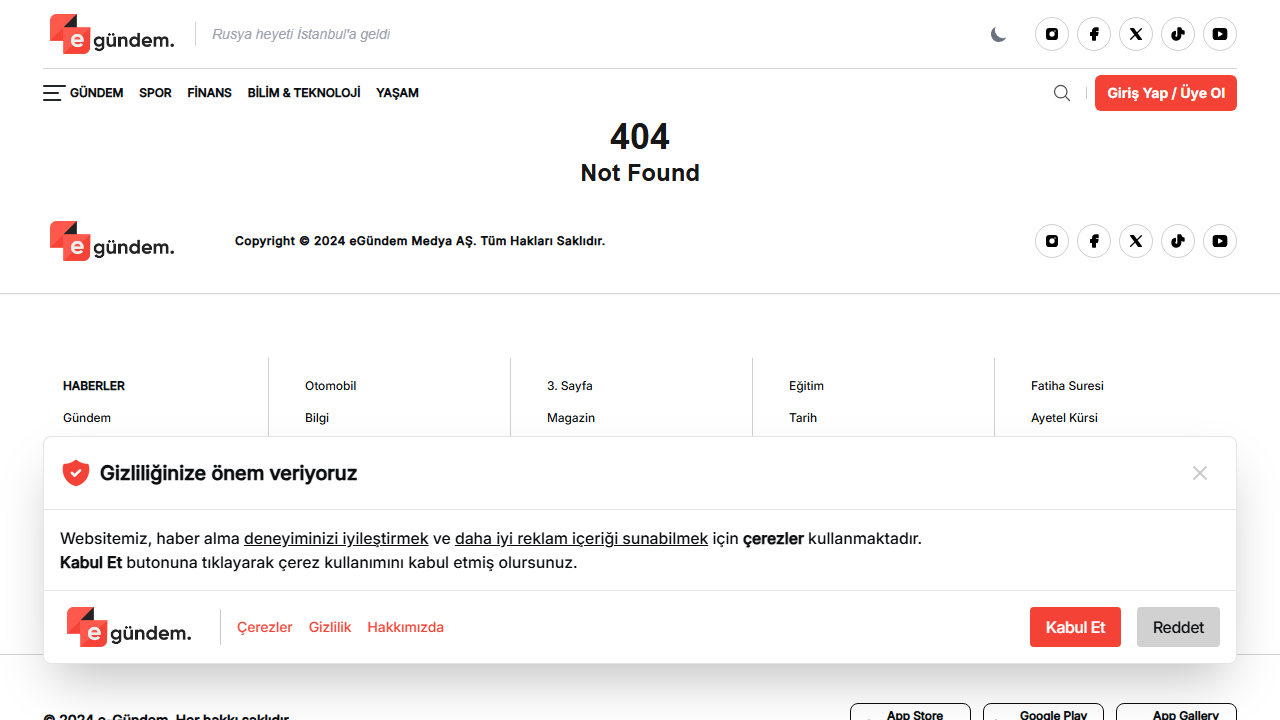 e gündem.
Rusya heyeti İstanbul'a geldi
GÜNDEM SPOR FİNANS BİLİM & TEKNOLOJİ YAŞAM
Giriş Yap / Üye Ol
404
Not Found
e gündem.
Copyright © 2024 eGündem Medya AŞ. Tüm Hakları Saklıdır.
HABERLER Otomobil 3. Sayfa Eğitim Fatiha Suresi
Gündem Bilgi Magazin Tarih Ayetel Kürsi
Gizliliğinize önem veriyoruz
Websitemiz, haber alma deneyiminizi iyileştirmek ve daha iyi reklam içeriği sunabilmek için çerezler kullanmaktadır.
Kabul Et butonuna tıklayarak çerez kullanımını kabul etmiş olursunuz.
e gündem.
Çerezler Gizlilik Hakkımızda
Kabul Et Reddet
© 2024 e-Gündem. Her hakkı saklıdır.
App Store Google Play App Gallery